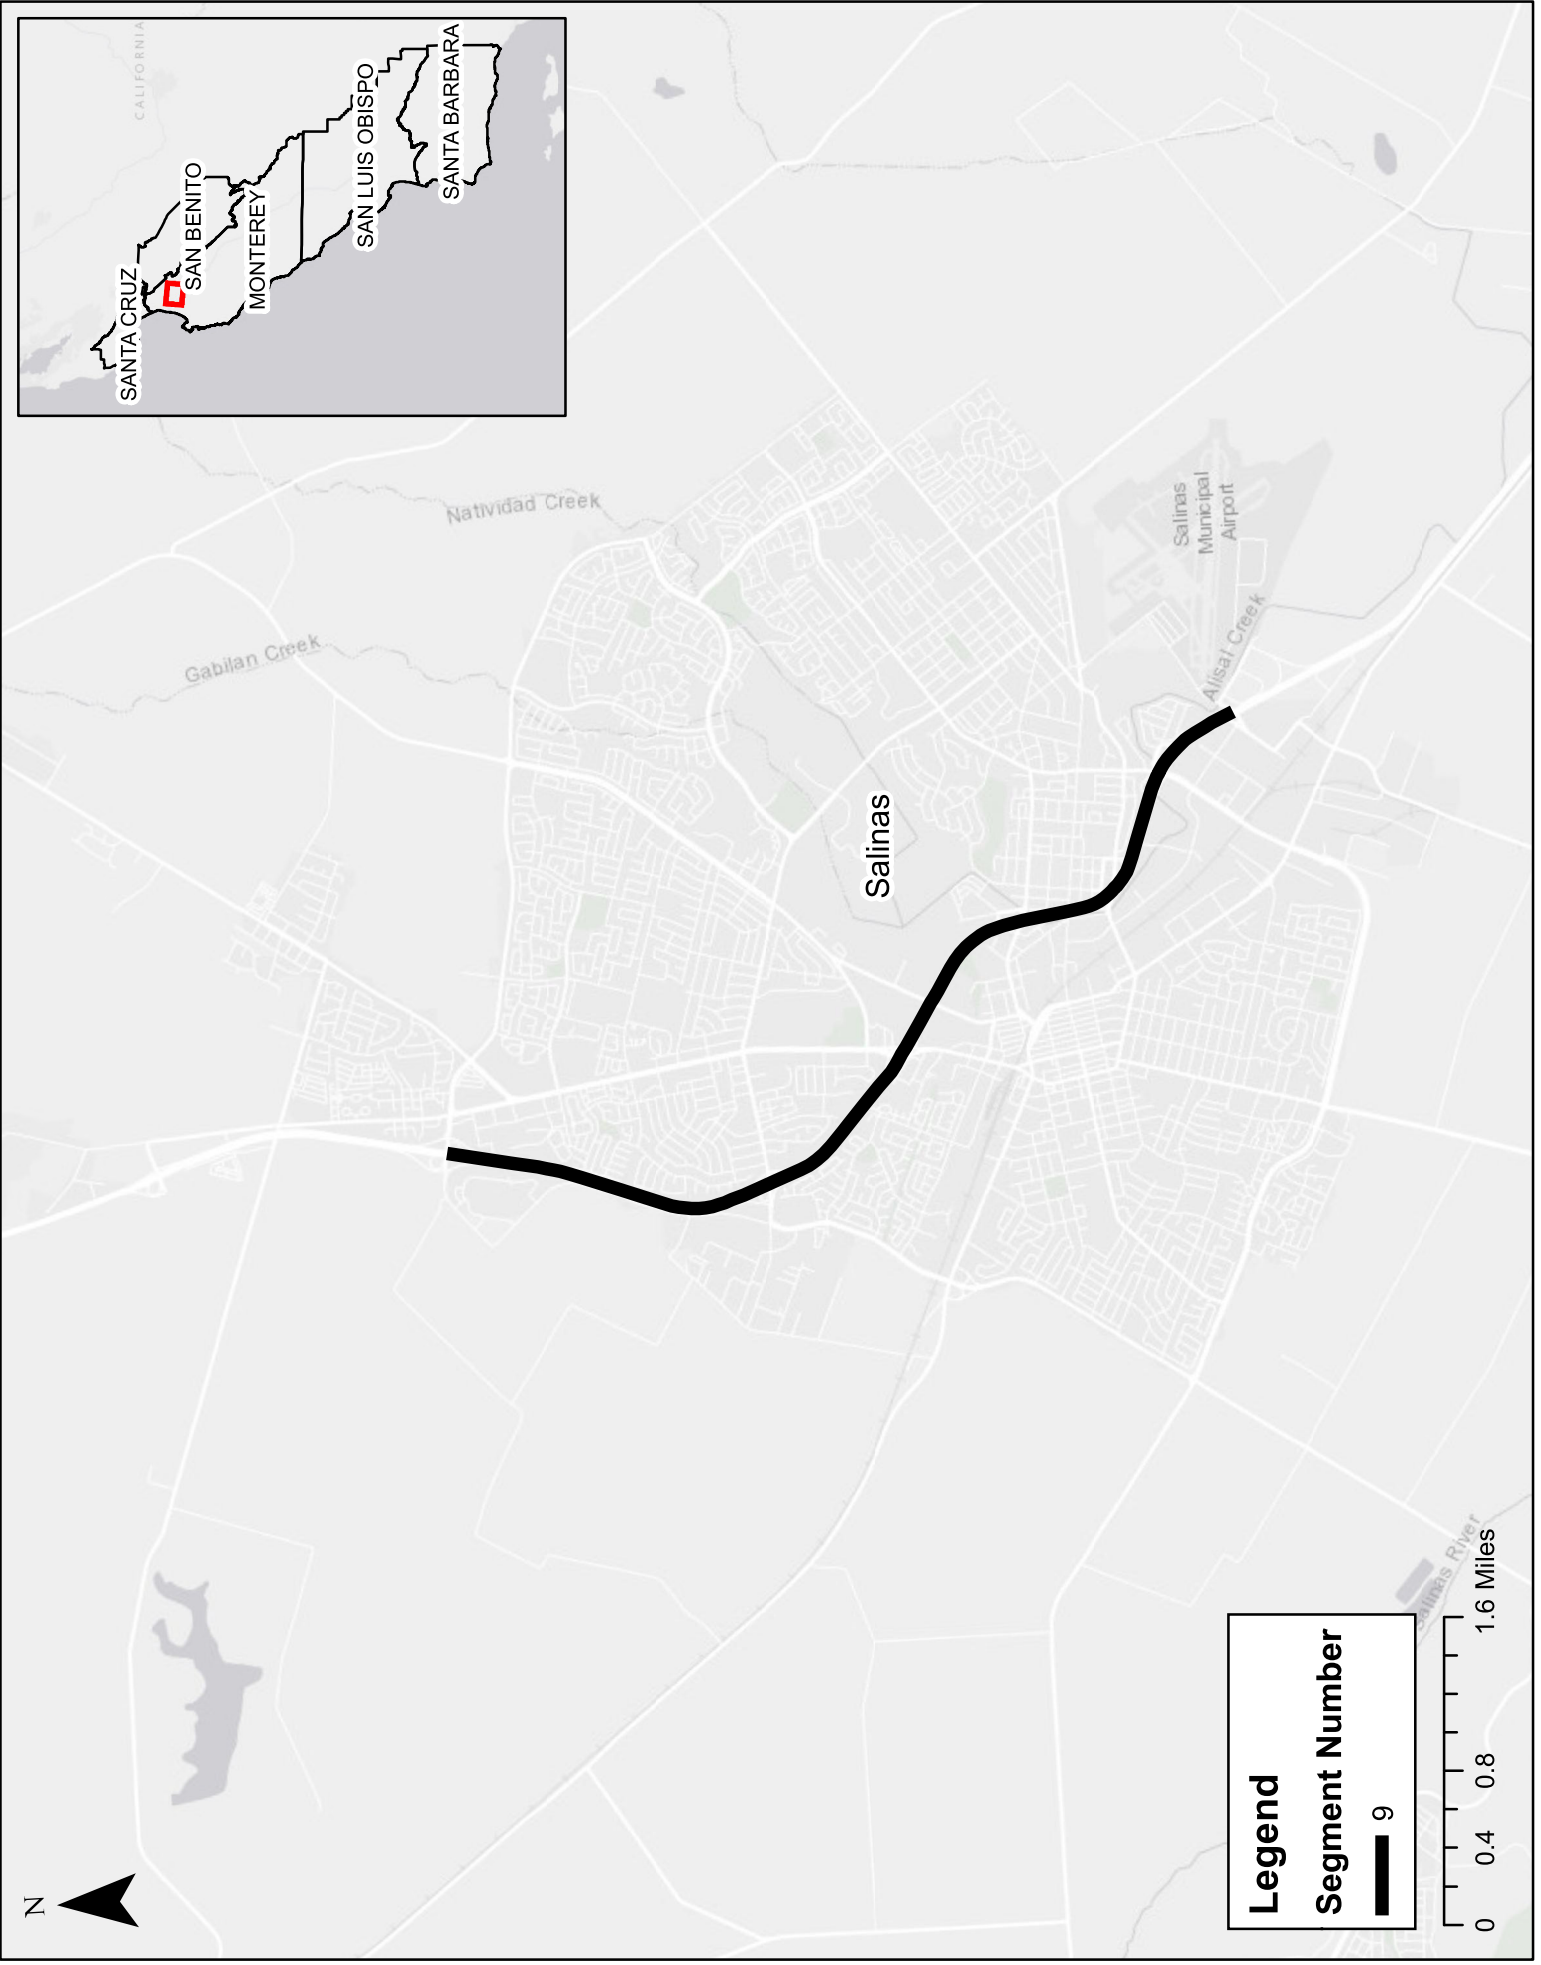 N
CALIFORNIA
SANTA CRUZ
SAN BENITO
MONTEREY
SAN LUIS OBISPO
SANTA BARBARA
Gabilan Creek
Natividad Creek
Salinas
Salinas
Municipal
Airport
Alisal Creek
Salinas River
Legend
Segment Number
9
0 0.4 0.8 1.6 Miles